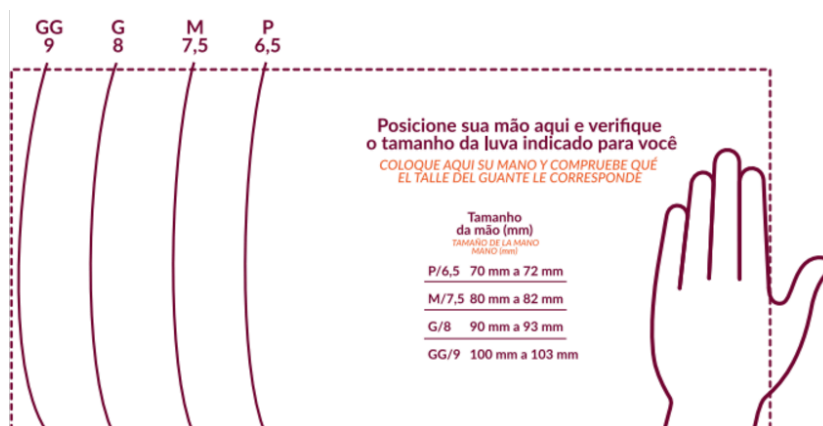 GG G M P
9 8 7,5 6,5
Posicione sua mão aqui e verifique
o tamanho da luva indicado para você
COLOQUE AQUI SU MANO Y COMPRUEBE QUÉ
EL TALLE DEL GUANTE LE CORRESPONDE
Tamanho
da mão (mm)
TAMAÑO DE LA MANO
MANO (mm)
P/6,5 70 mm a 72 mm
M/7,5 80 mm a 82 mm
G/8 90 mm a 93 mm
GG/9 100 mm a 103 mm